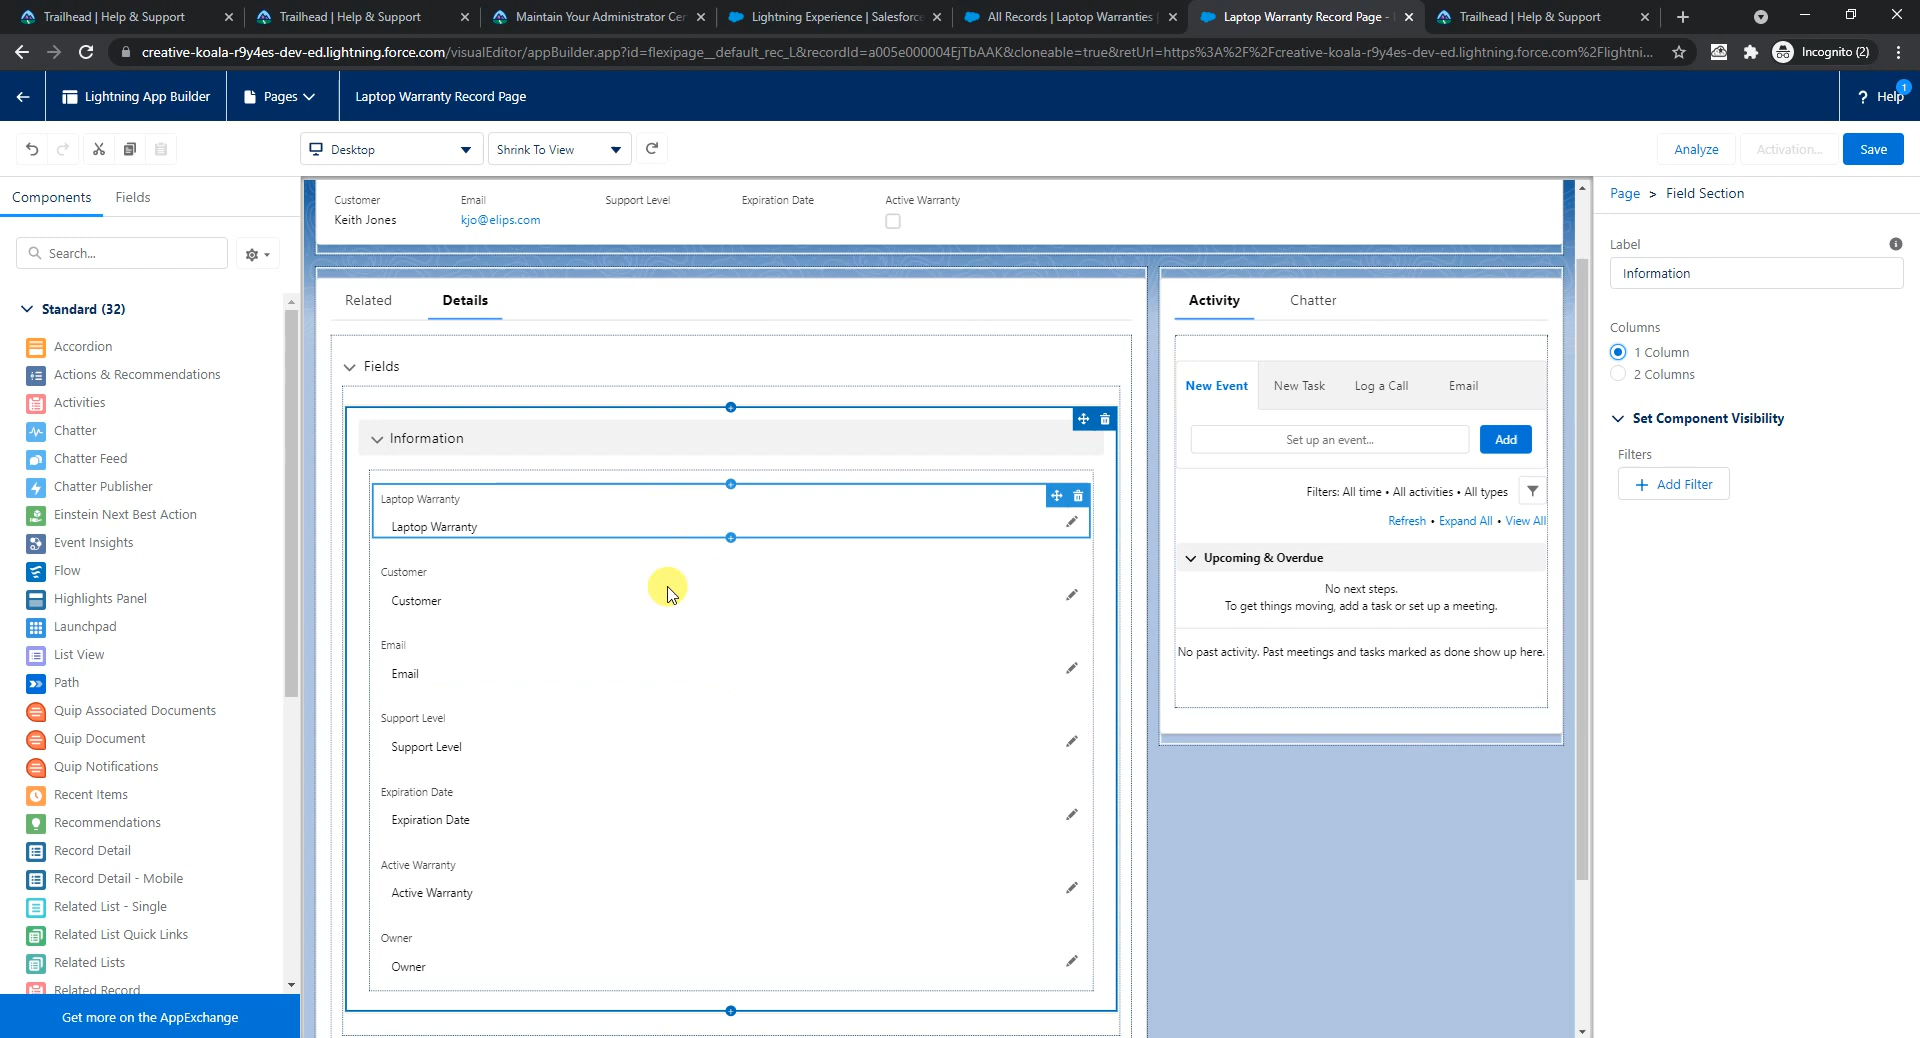 Trailhead | Help & Support
Trailhead | Help & Support
Maintain Your Administrator Cer
Lightning Experience | Salesforce
All Records | Laptop Warranties |
Laptop Warranty Record Page -
Trailhead | Help & Support
creative-koala-r9y4es-dev-ed.lightning.force.com/visualEditor/appBuilder.app?id=flexipage__default_rec_L&recordId=a005e000004EjTbAAK&cloneable=true&retUrl=https%3A%2F%2Fcreative-koala-r9y4es-dev-ed.lightning.force.com%2Flightni...
Incognito (2)
Lightning App Builder
Pages
Laptop Warranty Record Page
? Help
1
Desktop
Shrink To View
Analyze
Activation...
Save
Components
Fields
Search...
Standard (32)
Accordion
Actions & Recommendations
Activities
Chatter
Chatter Feed
Chatter Publisher
Einstein Next Best Action
Event Insights
Flow
Highlights Panel
Launchpad
List View
Path
Quip Associated Documents
Quip Document
Quip Notifications
Recent Items
Recommendations
Record Detail
Record Detail - Mobile
Related List - Single
Related List Quick Links
Related Lists
Related Record
Get more on the AppExchange
Customer
Email
Support Level
Expiration Date
Active Warranty
Keith Jones
kjo@elips.com
Related
Details
Fields
Information
Laptop Warranty
Laptop Warranty
Customer
Customer
Email
Email
Support Level
Support Level
Expiration Date
Expiration Date
Active Warranty
Active Warranty
Owner
Owner
Activity
Chatter
New Event
New Task
Log a Call
Email
Set up an event...
Add
Filters: All time • All activities • All types
Refresh • Expand All • View All
Upcoming & Overdue
No next steps.
To get things moving, add a task or set up a meeting.
No past activity. Past meetings and tasks marked as done show up here.
Page > Field Section
Label
Information
Columns
1 Column
2 Columns
Set Component Visibility
Filters
+ Add Filter